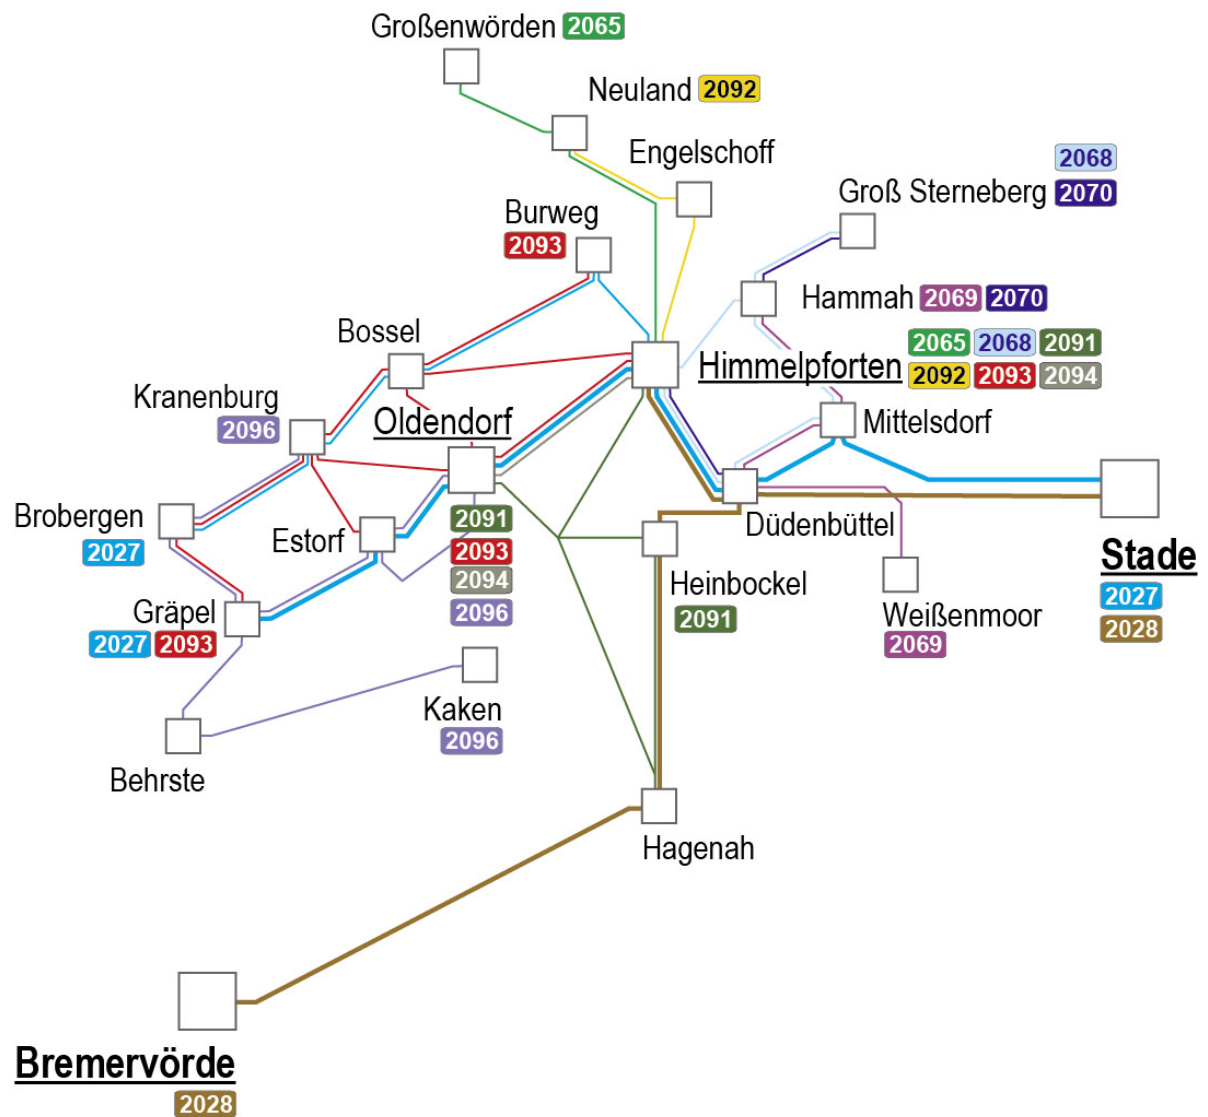 Großenwörden 2065
Neuland 2092
Engelschoff
2068
Groß Sterneberg 2070
Burweg
2093
Hammah 2069 2070
Bossel
2065 2068 2091
Himmelpforten
2092 2093 2094
Kranenburg
2096
Oldendorf
Mittelsdorf
Brobergen
2027
Estorf
2091
2093
2094
2096
Düdenbüttel
Stade
2027
2028
Heinbockel
2091
Gräpel
2027 2093
Weißenmoor
2069
Kaken
2096
Behrste
Hagenah
Bremervörde
2028